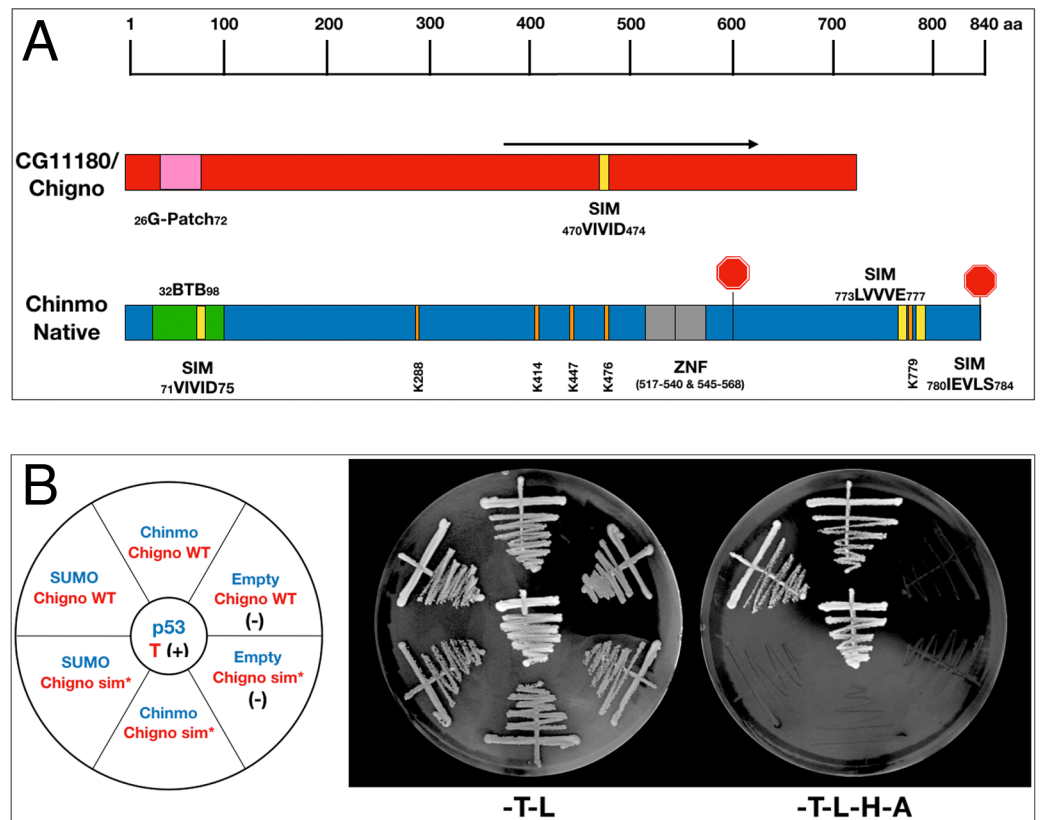 A
1 100 200 300 400 500 600 700 800 840 aa
CG11180/
Chigno
26G-Patch72
SIM
470VIVID474
Chinmo
Native
32BTB98
SIM
773LVVVE777
SIM
71VIVID75
K288
K414
K447
K476
ZNF
(517-540 & 545-568)
K779
SIM
780IEVLS784
B
Chinmo
Chigno WT
SUMO
Chigno WT
Empty
Chigno WT
(-)
p53
T (+)
SUMO
Chigno sim*
Empty
Chigno sim*
(-)
Chinmo
Chigno sim*
-T-L
-T-L-H-A